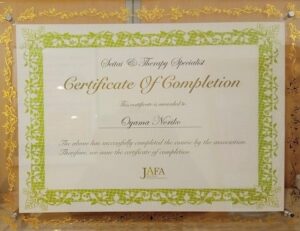 Seitai & Therapy Specialist
Certificate Of Completion
This certificate is awarded to
Oyama Noriko
The above has successfully completed the course by the association.
Therefore, we issue the certificate of completion.
JAFA